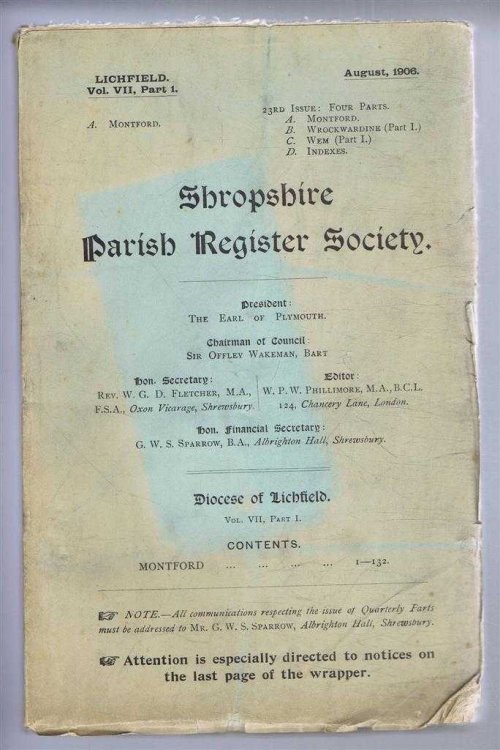 LICHFIELD.
Vol. VII, Part 1.
August, 1906.
A. MONTFORD.
23RD ISSUE: FOUR PARTS.
A. MONTFORD.
B. WROCKWARDINE (Part I.)
C. WEM (Part I.)
D. INDEXES.
Shropshire
Parish Register Society.
President:
THE EARL OF PLYMOUTH.
Chairman of Council:
SIR OFFLEY WAKEMAN, BART
Hon. Secretary:
REV. W. G. D. FLETCHER, M.A.,
F.S.A., Oxon Vicarage, Shrewsbury.
Editor:
W. P. W. PHILLIMORE, M.A., B.C.L.
124, Chancery Lane, London.
Hon. Financial Secretary:
G. W. S. SPARROW, B.A., Albrighton Hall, Shrewsbury.
Diocese of Lichfield.
VOL. VII, PART I.
CONTENTS.
MONTFORD ... ... ... ... 1—132.
☞ NOTE.—All communications respecting the issue of Quarterly Parts
must be addressed to MR. G. W. S. SPARROW, Albrighton Hall, Shrewsbury.
☞ Attention is especially directed to notices on
the last page of the wrapper.